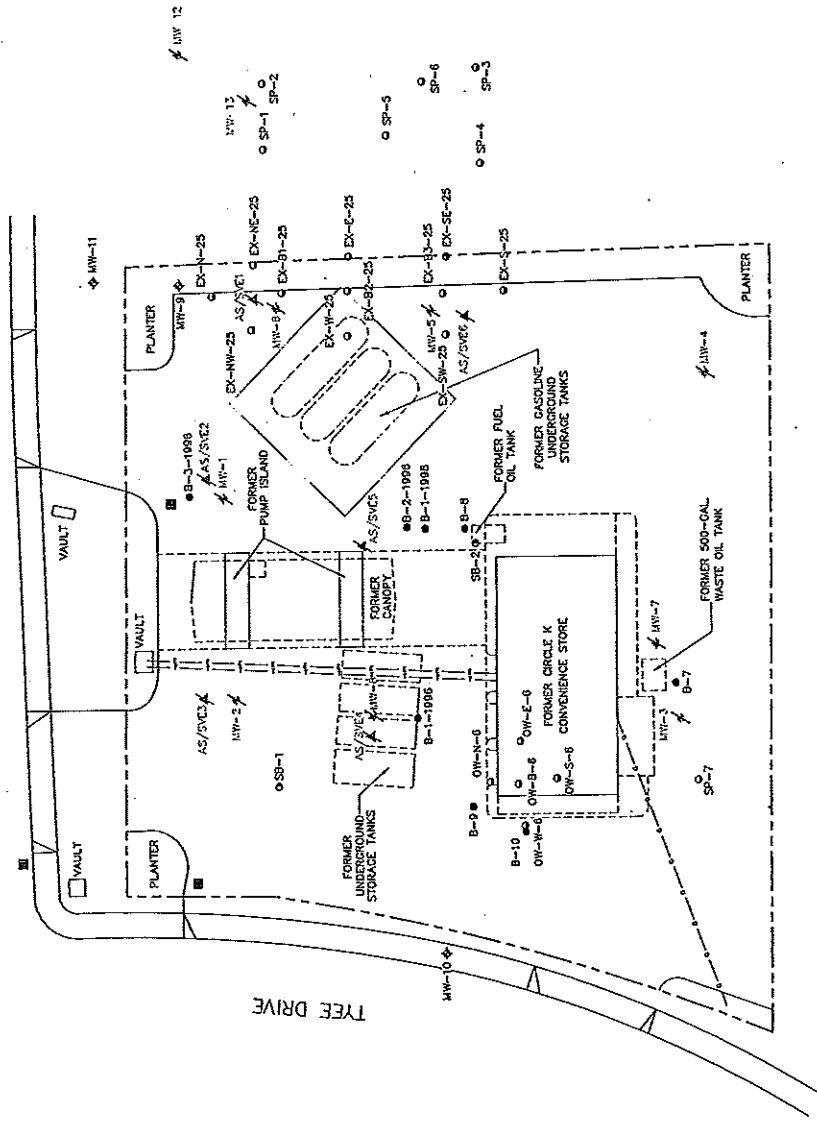 MW 12
MW-13
SP-1
SP-2
SP-5
SP-6
SP-3
SP-4
MW-11
MW-9
EX-N-25
EX-NE-25
EX-B1-25
EX-E-25
EX-B2-25
EX-B3-25
EX-SE-25
EX-S-25
PLANTER
EX-NW-25
AS/SVE1
MW-8
EX-W-25
MW-5
AS/SVE6
EX-SW-25
PLANTER
MW-4
VAULT
B-3-1996
AS/SVE2
MW-1
FORMER
PUMP ISLAND
AS/SVE5
B-2-1996
B-1-1995
B-8
SB-2
FORMER FUEL
OIL TANK
FORMER GASOLINE
UNDERGROUND
STORAGE TANKS
VAULT
FORMER
CANOPY
FORMER 500-GAL.
WASTE OIL TANK
AS/SVE3
MW-2
AS/SVE4
MW-6
B-1-1996
FORMER CIRCLE K
CONVENIENCE STORE
MW-7
B-7
MW-3
SB-1
OW-N-6
OW-E-6
OW-B-6
OW-S-6
SP-7
VAULT
PLANTER
FORMER
UNDERGROUND
STORAGE TANKS
B-9
B-10
OW-W-6
MW-10
TYEE DRIVE